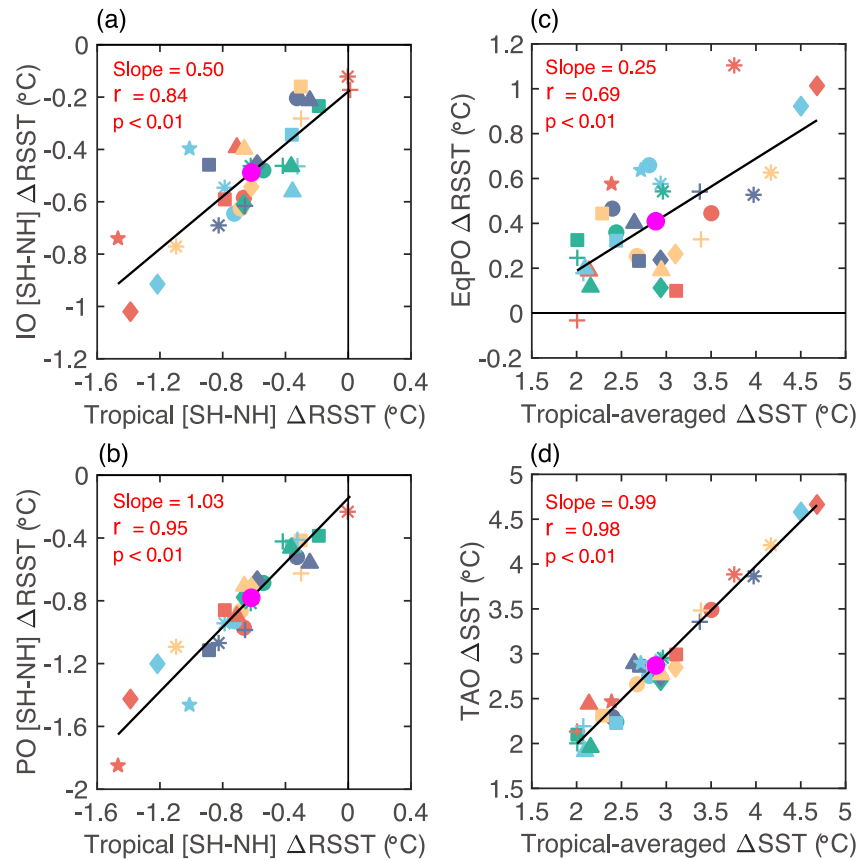 (a)
Slope = 0.50
r = 0.84
p < 0.01
0
-0.2
-0.4
-0.6
-0.8
-1
-1.2
IO [SH-NH] ΔRSST (°C)
-1.6
-1.2
-0.8
-0.4
0
0.4
Tropical [SH-NH] ΔRSST (°C)
(c)
Slope = 0.25
r = 0.69
p < 0.01
1.2
1
0.8
0.6
0.4
0.2
0
-0.2
EqPO ΔRSST (°C)
1.5
2
2.5
3
3.5
4
4.5
5
Tropical-averaged ΔSST (°C)
(b)
Slope = 1.03
r = 0.95
p < 0.01
0
-0.4
-0.8
-1.2
-1.6
-2
PO [SH-NH] ΔRSST (°C)
-1.6
-1.2
-0.8
-0.4
0
0.4
Tropical [SH-NH] ΔRSST (°C)
(d)
Slope = 0.99
r = 0.98
p < 0.01
5
4.5
4
3.5
3
2.5
2
1.5
TAO ΔSST (°C)
1.5
2
2.5
3
3.5
4
4.5
5
Tropical-averaged ΔSST (°C)